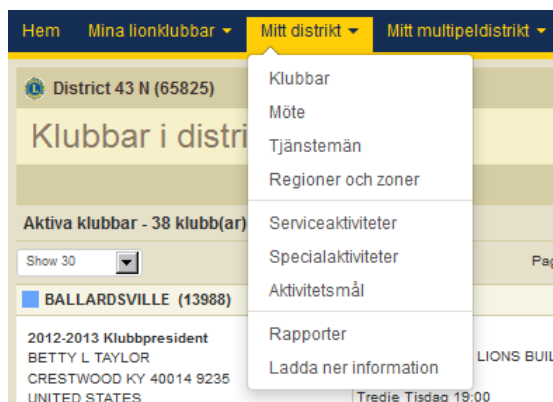 Hem Mina lionklubbar Mitt distrikt Mitt multipeldistrikt
District 43 N (65825)
Klubbar i distri
Aktiva klubbar - 38 klubb(ar)
Show 30
BALLARDSVILLE (13988)
2012-2013 Klubbpresident
BETTY L TAYLOR
CRESTWOOD KY 40014 9235
UNITED STATES
Klubbar
Möte
Tjänstemän
Regioner och zoner
Serviceaktiviteter
Specialaktiviteter
Aktivitetsmål
Rapporter
Ladda ner information
Pag
LIONS BUIL
Tredje Tisdag 19:00